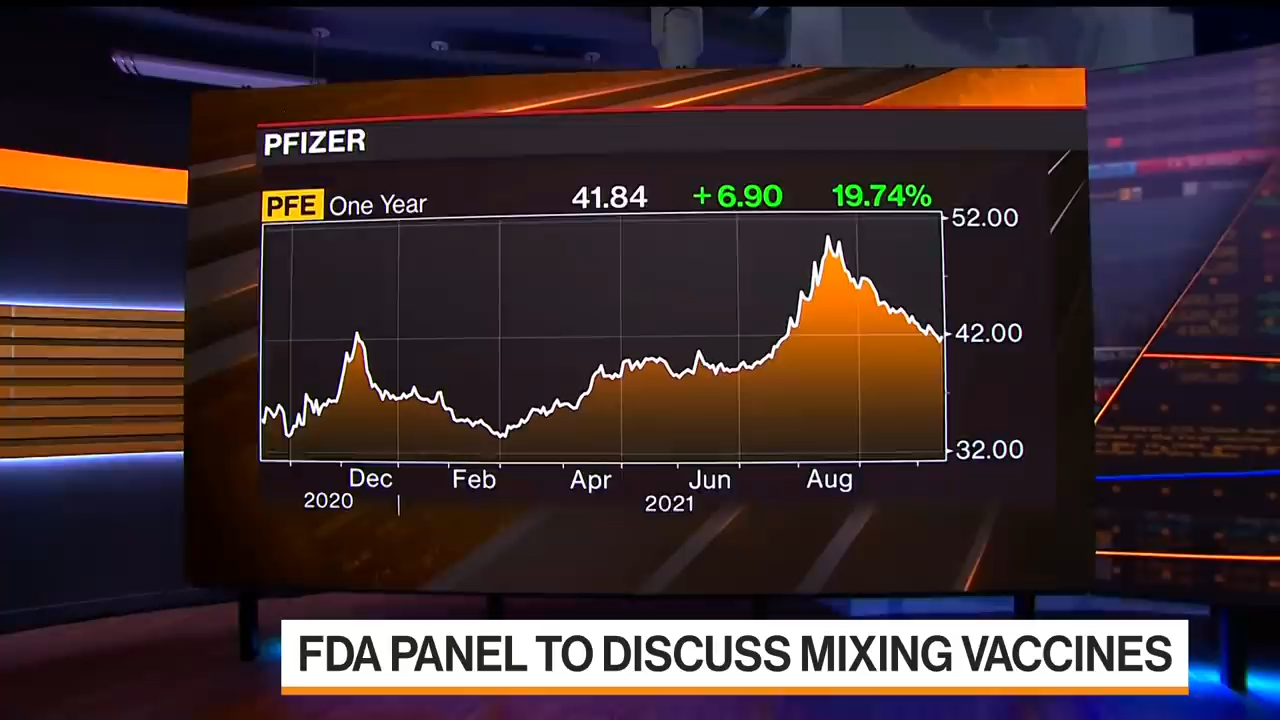 PFIZER
PFE One Year 41.84 +6.90 19.74%
52.00
42.00
32.00
Dec Feb Apr Jun Aug
2020 2021
FDA PANEL TO DISCUSS MIXING VACCINES